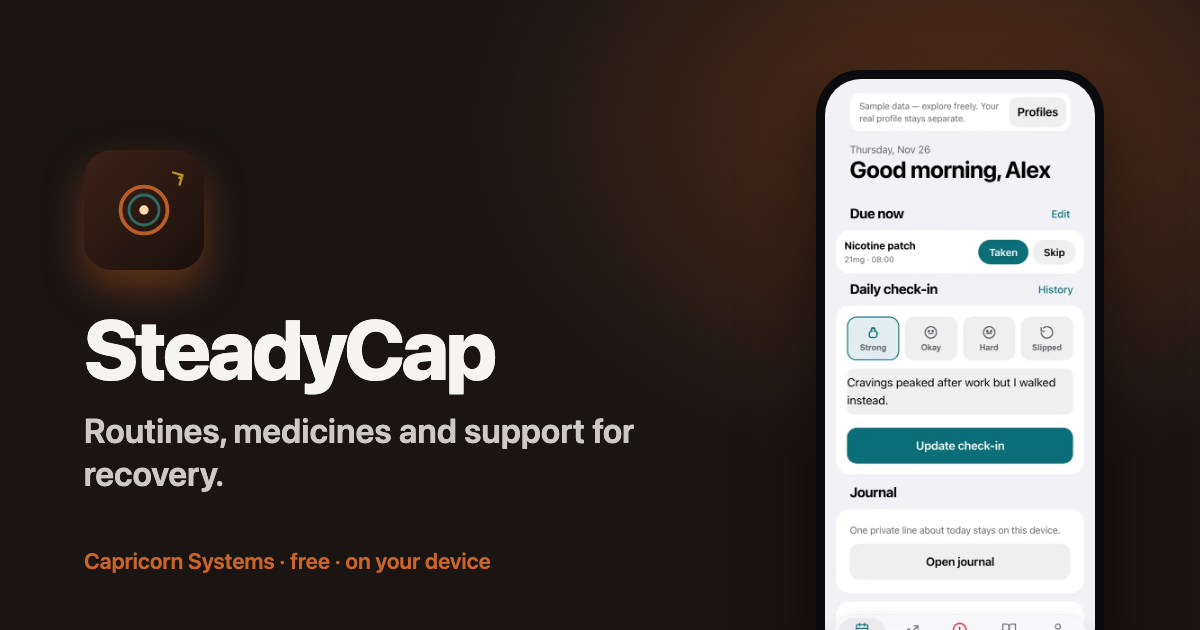 SteadyCap
Routines, medicines and support for
recovery.
Capricorn Systems · free · on your device
Sample data — explore freely. Your
real profile stays separate.
Profiles
Thursday, Nov 26
Good morning, Alex
Due now
Edit
Nicotine patch
21mg · 08:00
Taken
Skip
Daily check-in
History
Strong
Okay
Hard
Slipped
Cravings peaked after work but I walked
instead.
Update check-in
Journal
One private line about today stays on this device.
Open journal